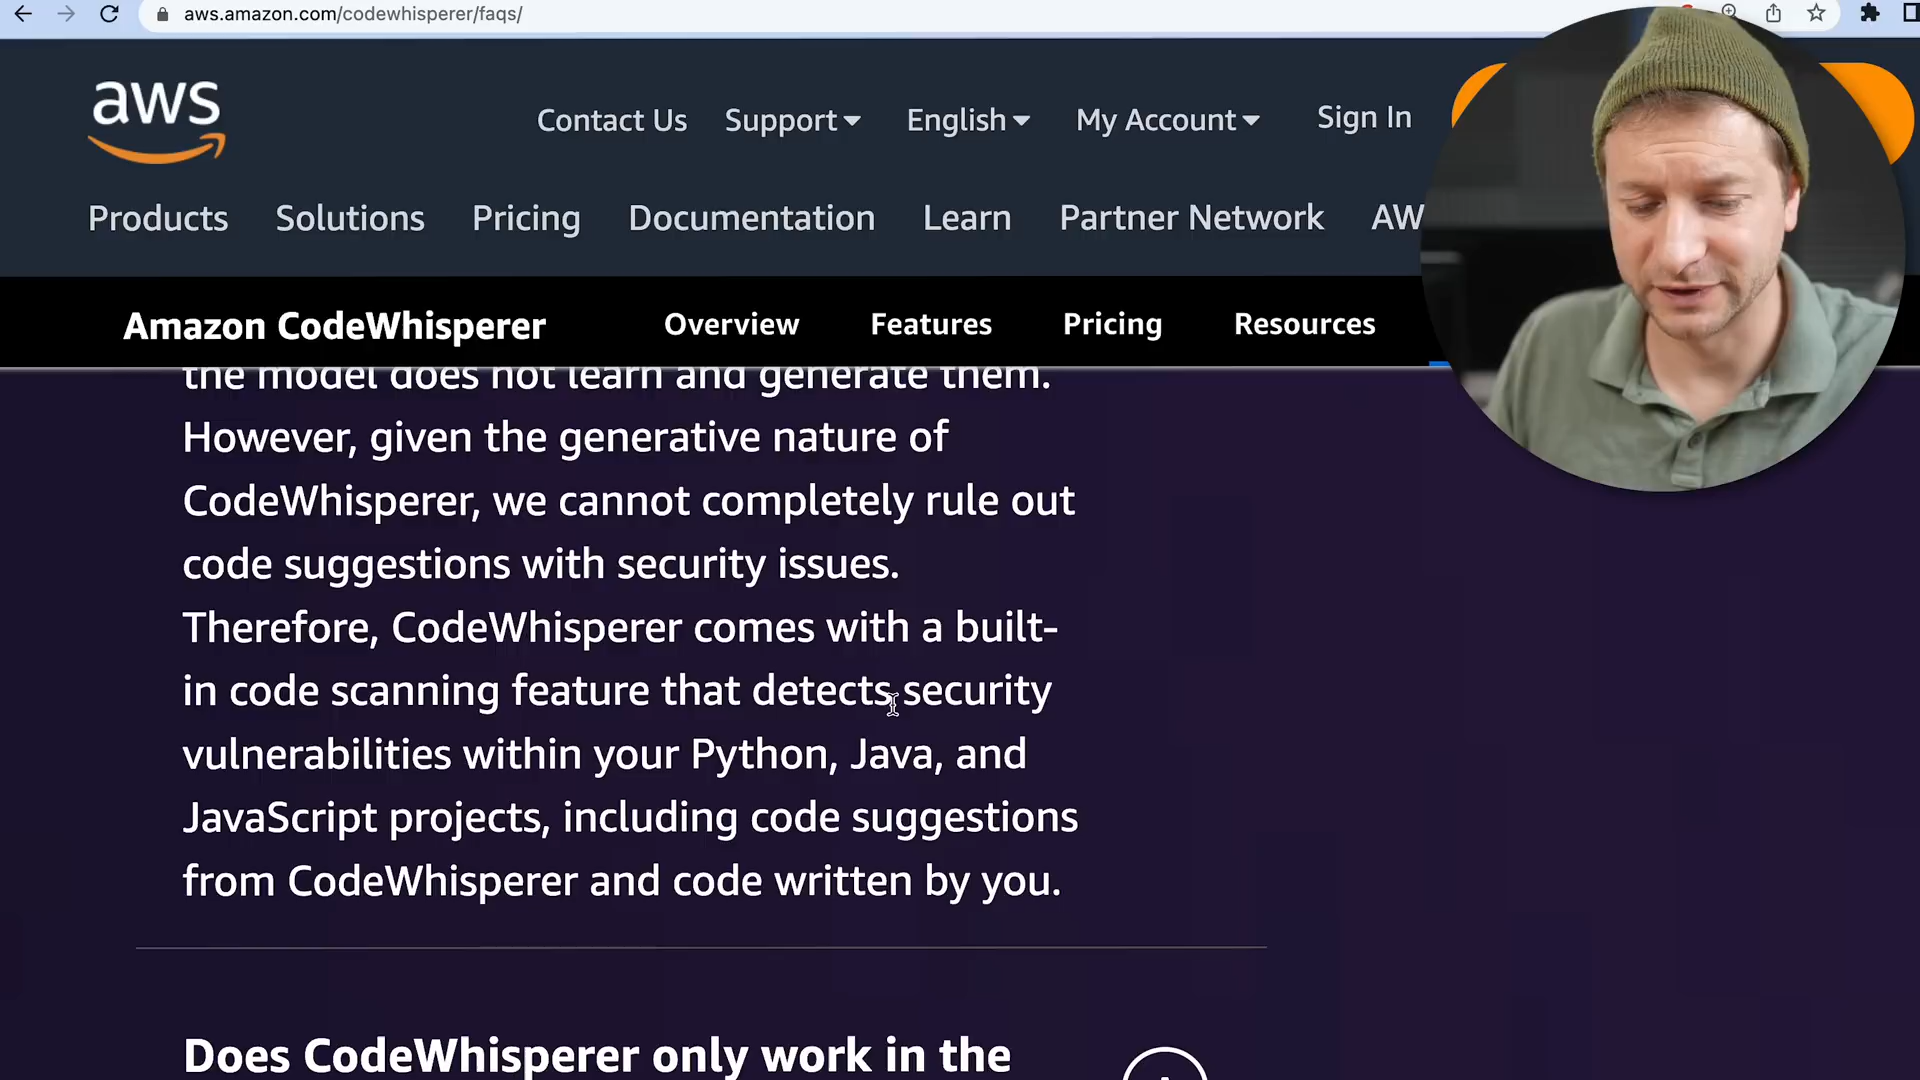 aws.amazon.com/codewhisperer/faqs/
aws
Contact Us Support English My Account Sign In
Products Solutions Pricing Documentation Learn Partner Network AW
Amazon CodeWhisperer Overview Features Pricing Resources
the model does not learn and generate them.
However, given the generative nature of
CodeWhisperer, we cannot completely rule out
code suggestions with security issues.
Therefore, CodeWhisperer comes with a built-
in code scanning feature that detects security
vulnerabilities within your Python, Java, and
JavaScript projects, including code suggestions
from CodeWhisperer and code written by you.
Does CodeWhisperer only work in the